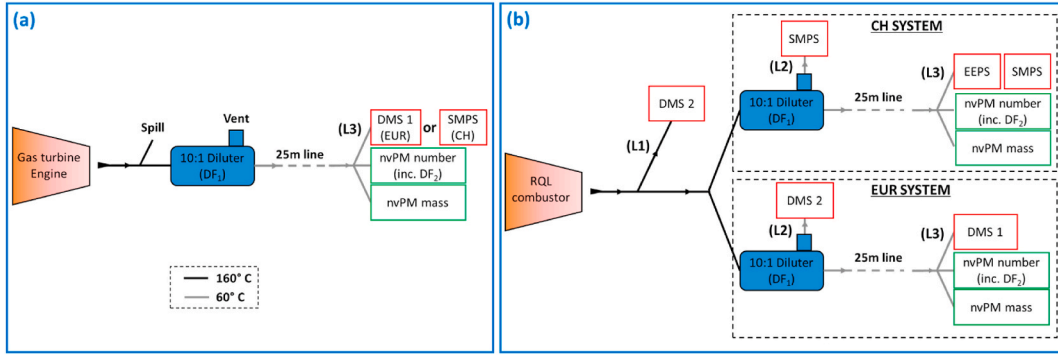 (a)
Gas turbine
Engine
Spill
Vent
10:1 Diluter
(DF₁)
25m line
(L3)
DMS 1
(EUR)
or
SMPS
(CH)
nvPM number
(inc. DF₂)
nvPM mass
160° C
60° C
(b)
RQL
combustor
(L1)
DMS 2
CH SYSTEM
SMPS
(L2)
10:1 Diluter
(DF₁)
25m line
(L3)
EEPS
SMPS
nvPM number
(inc. DF₂)
nvPM mass
EUR SYSTEM
DMS 2
(L2)
10:1 Diluter
(DF₁)
25m line
(L3)
DMS 1
nvPM number
(inc. DF₂)
nvPM mass